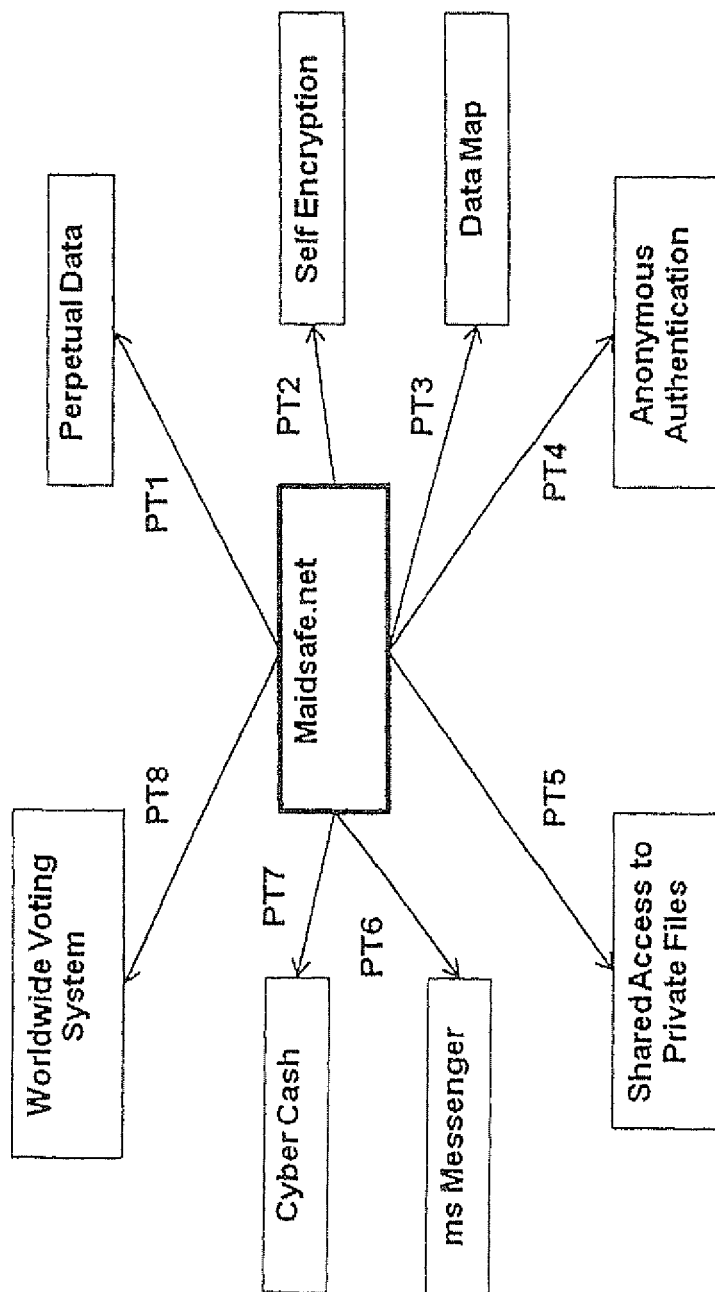 Perpetual Data
PT1
Self Encryption
PT2
Data Map
PT3
Anonymous
Authentication
PT4
Maidsafe.net
Worldwide Voting
System
PT8
Cyber Cash
PT7
ms Messenger
PT6
Shared Access to
Private Files
PT5